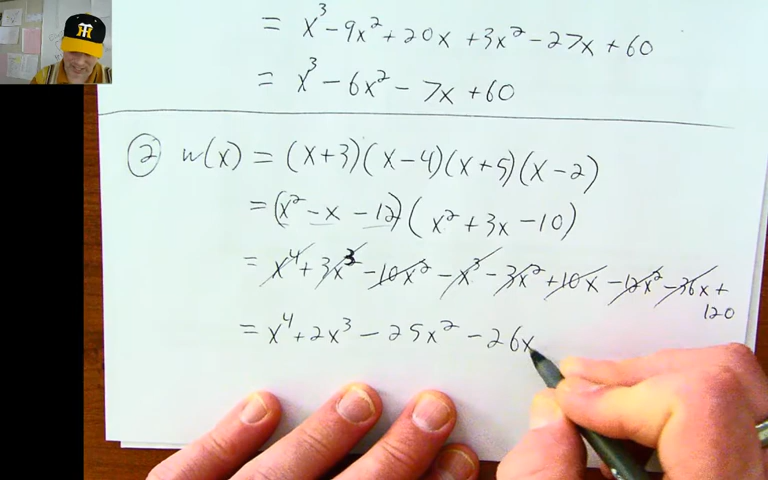 = x³ - 9x² + 20x + 3x² - 27x + 60
= x³ - 6x² - 7x + 60
② w(x) = (x+3)(x-4)(x+5)(x-2)
= (x² - x - 12)(x² + 3x - 10)
= x⁴ + 3x³ - 10x² - x³ - 3x² + 10x - 12x² - 36x +
120
= x⁴ + 2x³ - 25x² - 26x